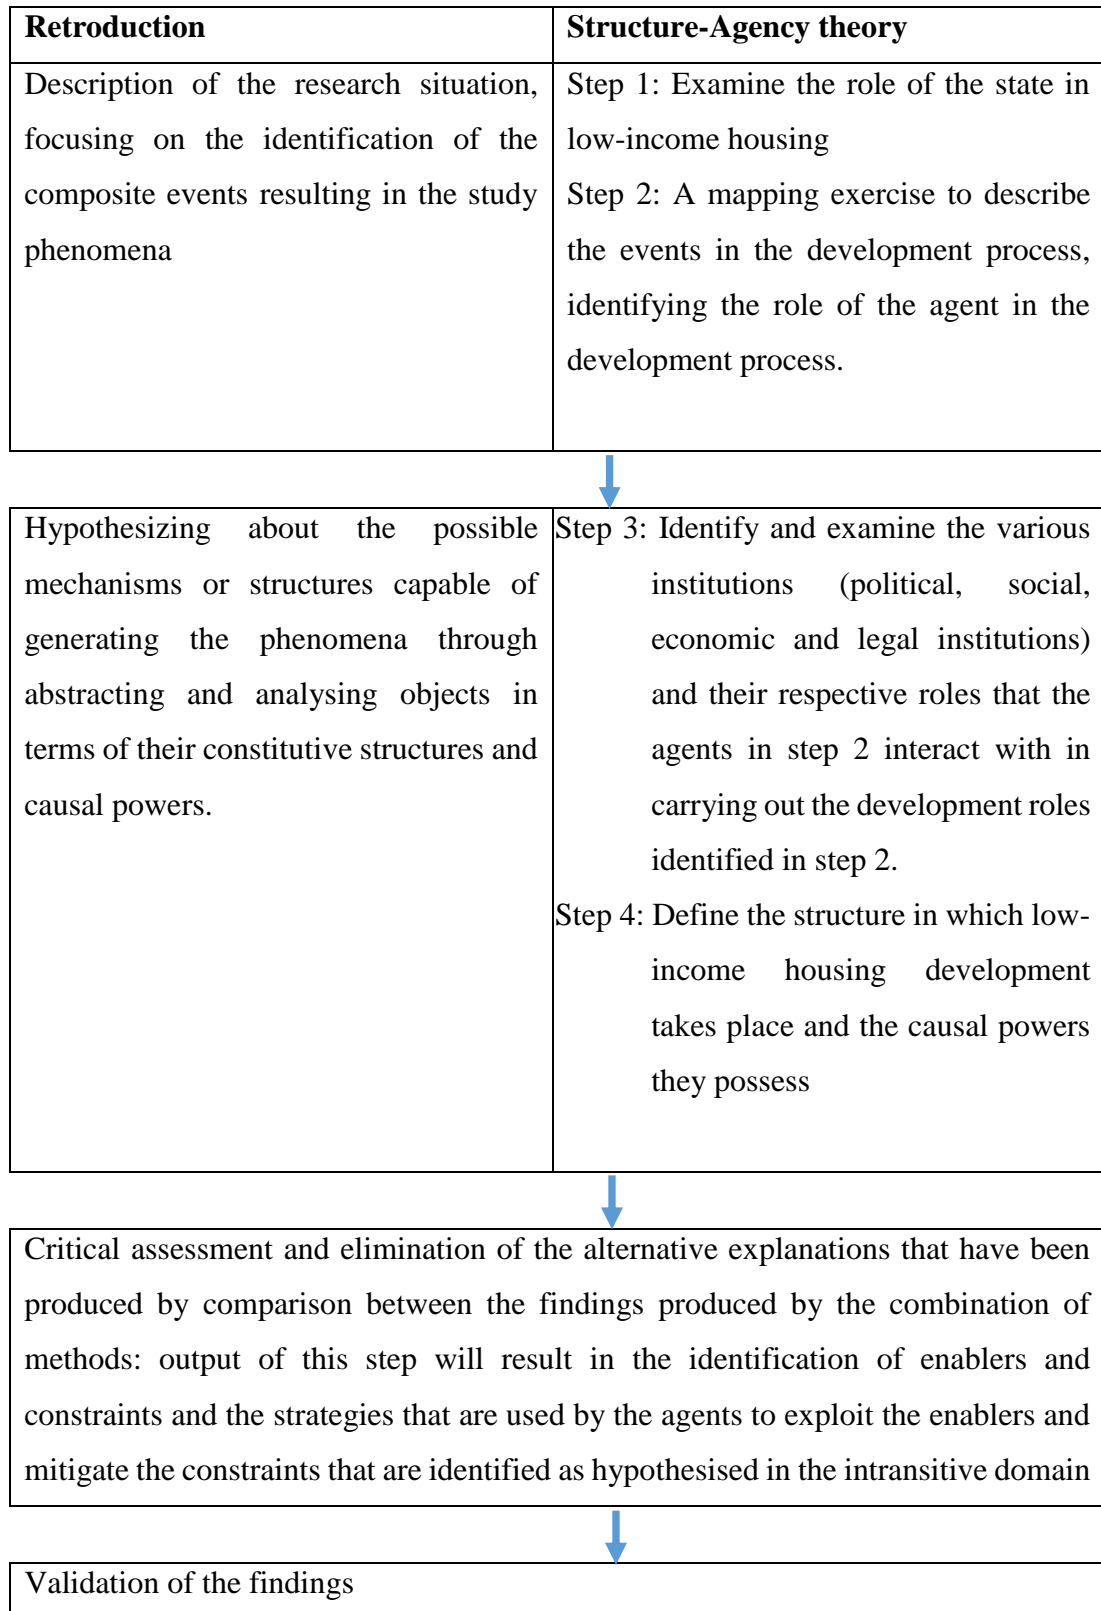 Retroduction
Structure-Agency theory
Description of the research situation,
focusing on the identification of the
composite events resulting in the study
phenomena
Step 1: Examine the role of the state in
low-income housing
Step 2: A mapping exercise to describe
the events in the development process,
identifying the role of the agent in the
development process.
Hypothesizing about the possible
mechanisms or structures capable of
generating the phenomena through
abstracting and analysing objects in
terms of their constitutive structures and
causal powers.
Step 3: Identify and examine the various
institutions (political, social,
economic and legal institutions)
and their respective roles that the
agents in step 2 interact with in
carrying out the development roles
identified in step 2.
Step 4: Define the structure in which low-
income housing development
takes place and the causal powers
they possess
Critical assessment and elimination of the alternative explanations that have been
produced by comparison between the findings produced by the combination of
methods: output of this step will result in the identification of enablers and
constraints and the strategies that are used by the agents to exploit the enablers and
mitigate the constraints that are identified as hypothesised in the intransitive domain
Validation of the findings